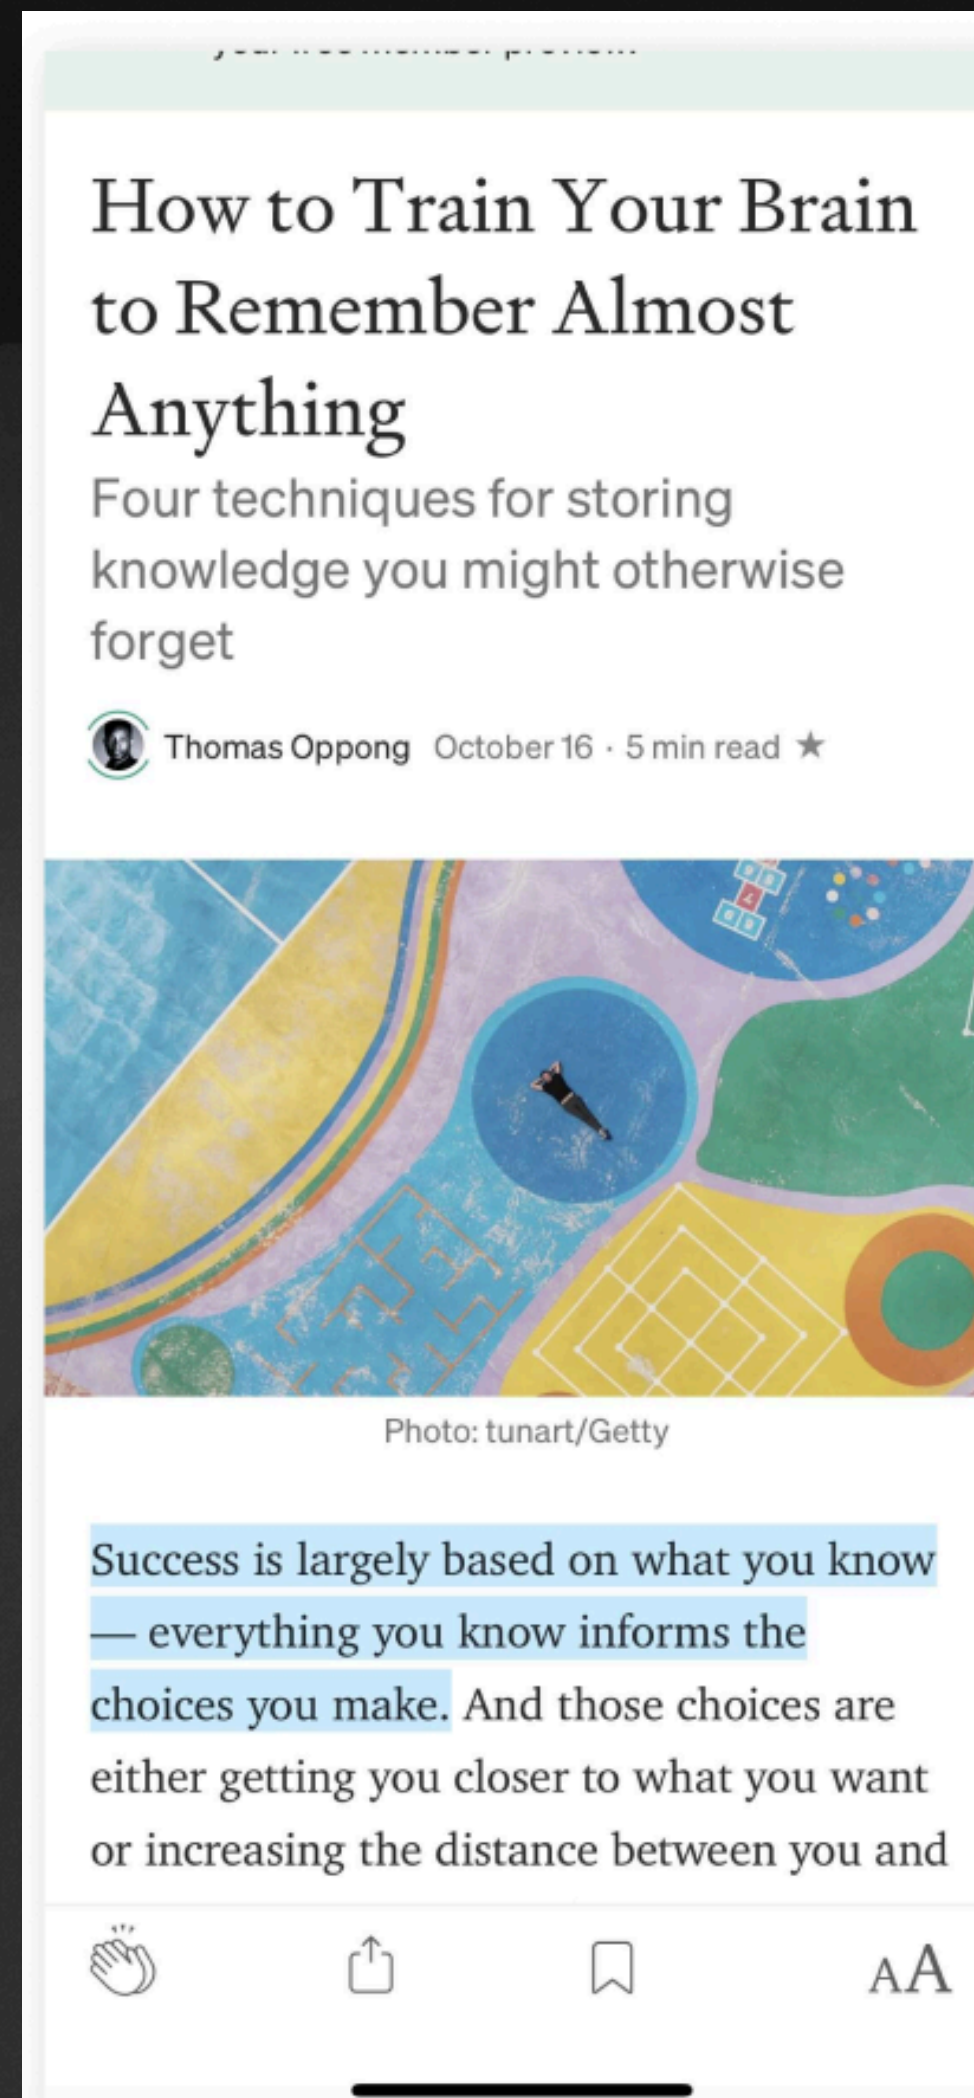 How to Train Your Brain
to Remember Almost
Anything
Four techniques for storing
knowledge you might otherwise
forget
Thomas Oppong October 16 · 5 min read ★
Photo: tunart/Getty
Success is largely based on what you know
— everything you know informs the
choices you make. And those choices are
either getting you closer to what you want
or increasing the distance between you and
AA